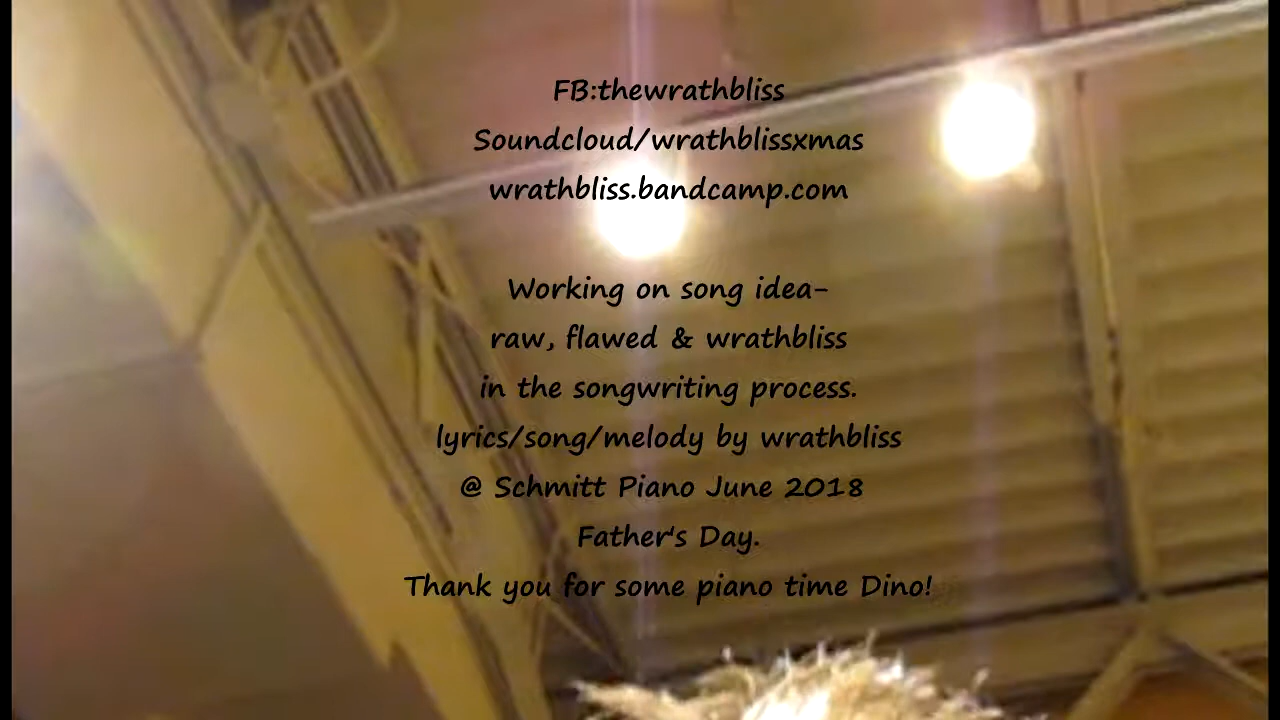 FB:thewrathbliss
Soundcloud/wrathblissxmas
wrathbliss.bandcamp.com
Working on song idea-
raw, flawed & wrathbliss
in the songwriting process.
lyrics/song/melody by wrathbliss
@ Schmitt Piano June 2018
Father's Day.
Thank you for some piano time Dino!